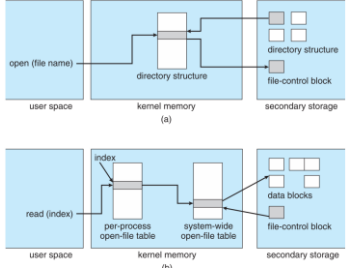 directory structure
open (file name)
directory structure
file-control block
user space
kernel memory
secondary storage
(a)
index
data blocks
read (index)
per-process
open-file table
system-wide
open-file table
file-control block
user space
kernel memory
secondary storage
(b)